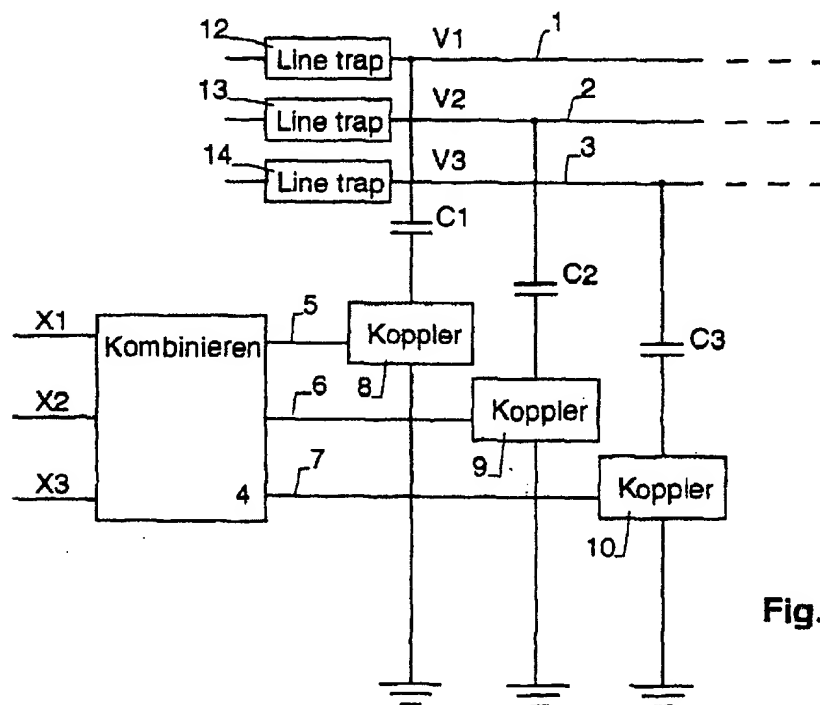 12 Line trap V1 1
13 Line trap V2 2
14 Line trap V3 3
C1
C2
C3
X1 Kombinieren 5 Koppler 8
X2 6 Koppler 9
X3 4 7 Koppler 10
Fig.